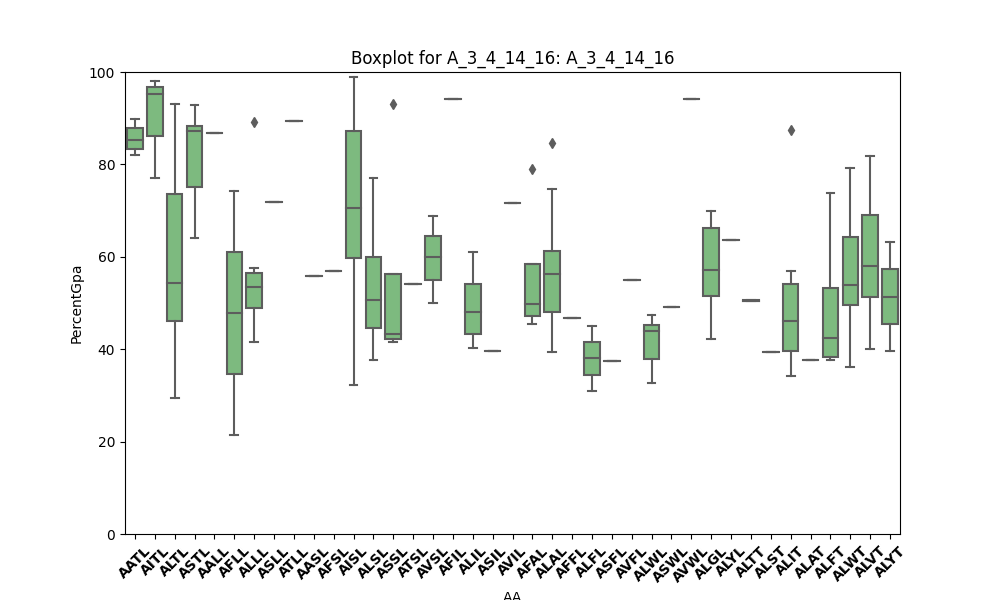 Boxplot for A_3_4_14_16: A_3_4_14_16
PercentGpa
100
80
60
40
20
0
AATL
AITL
ALTL
ASTL
AALL
AFLL
ALLL
ASLL
ATLL
AASL
AFSL
AISL
ALSL
ASSL
ATSL
AVSL
AFIL
ALIL
ASIL
AVIL
AFAL
ALAL
AFFL
ALFL
ASFL
AVFL
ALWL
ASWL
AVWL
ALGL
ALYL
ALTT
ALST
ALIT
ALAT
ALFT
ALWT
ALVT
ALYT
AA